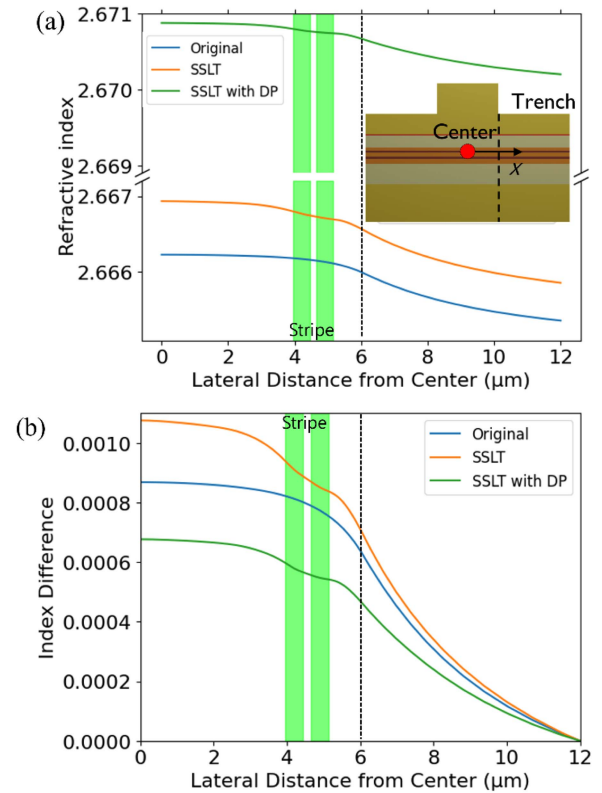 (a)
2.671
2.670
2.669
2.667
2.666
Refractive index
Original
SSLT
SSLT with DP
Trench
Center
X
Stripe
0 2 4 6 8 10 12
Lateral Distance from Center (μm)
(b)
0.0010
0.0008
0.0006
0.0004
0.0002
0.0000
Index Difference
Stripe
Original
SSLT
SSLT with DP
0 2 4 6 8 10 12
Lateral Distance from Center (μm)